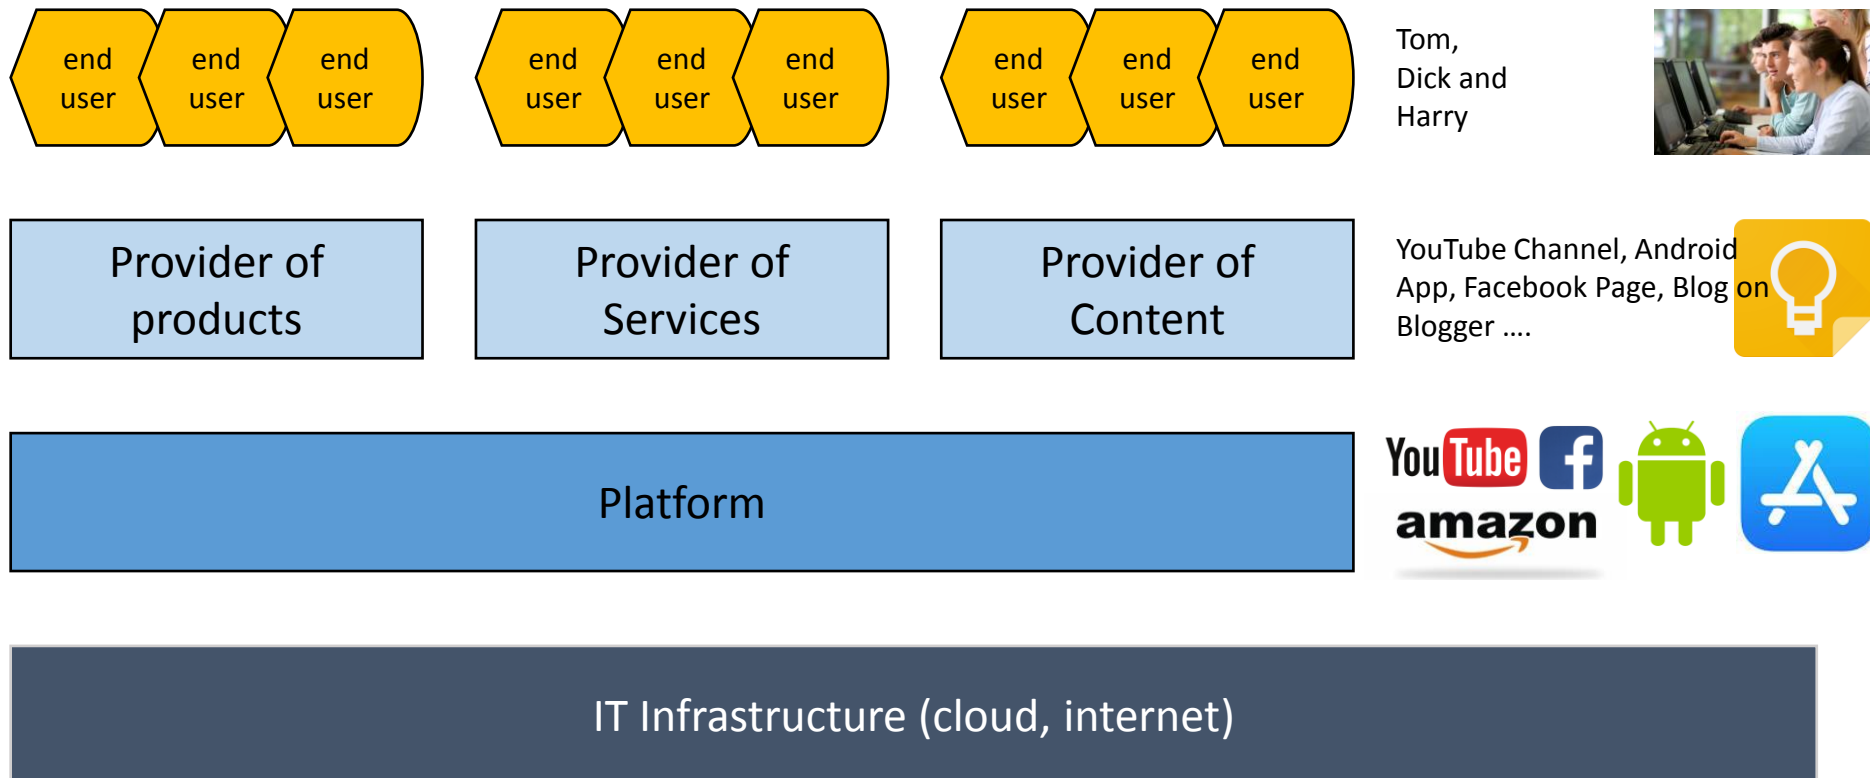 end end end end end end end end end
user user user user user user user user user
Tom,
Dick and
Harry
Provider of
products
Provider of
Services
Provider of
Content
YouTube Channel, Android
App, Facebook Page, Blog on
Blogger ....
Platform
YouTube f
amazon
IT Infrastructure (cloud, internet)